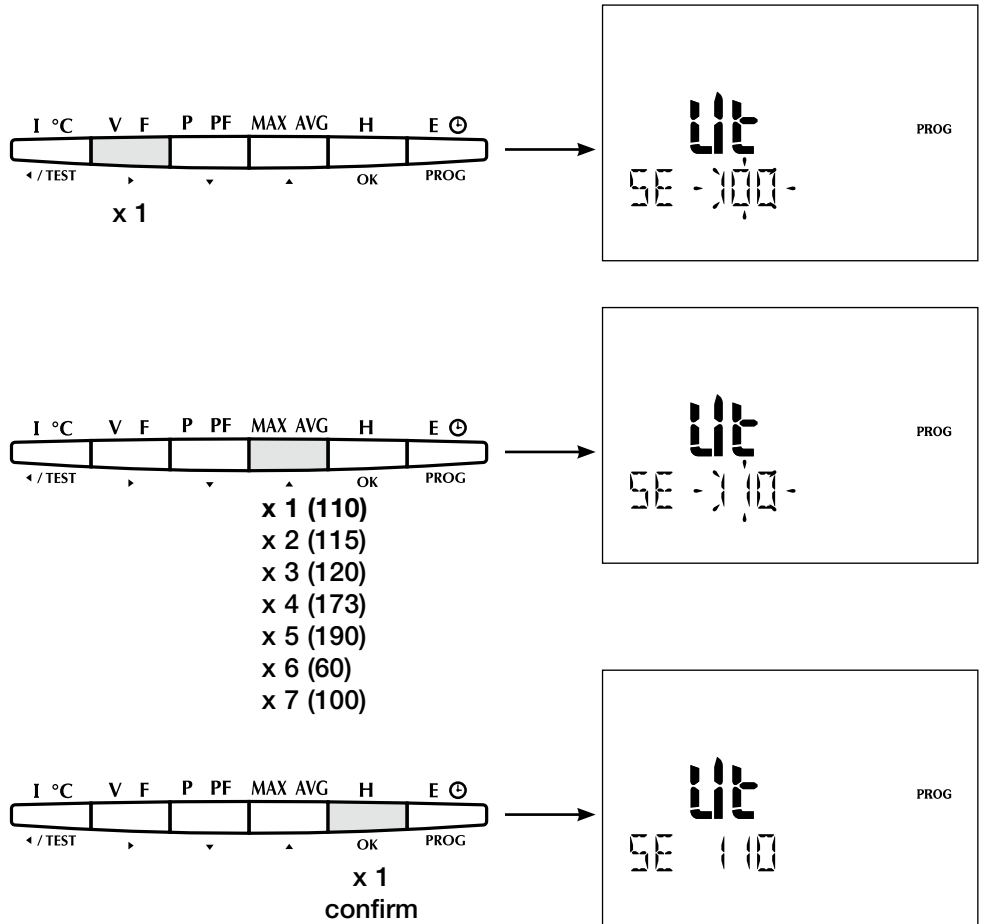 I °C V F P PF MAX AVG H E
/ TEST OK PROG
x 1
Ut PROG
SE 100
I °C V F P PF MAX AVG H E
/ TEST OK PROG
x 1 (110)
x 2 (115)
x 3 (120)
x 4 (173)
x 5 (190)
x 6 (60)
x 7 (100)
Ut PROG
SE 110
I °C V F P PF MAX AVG H E
/ TEST OK PROG
x 1
confirm
Ut PROG
SE 110